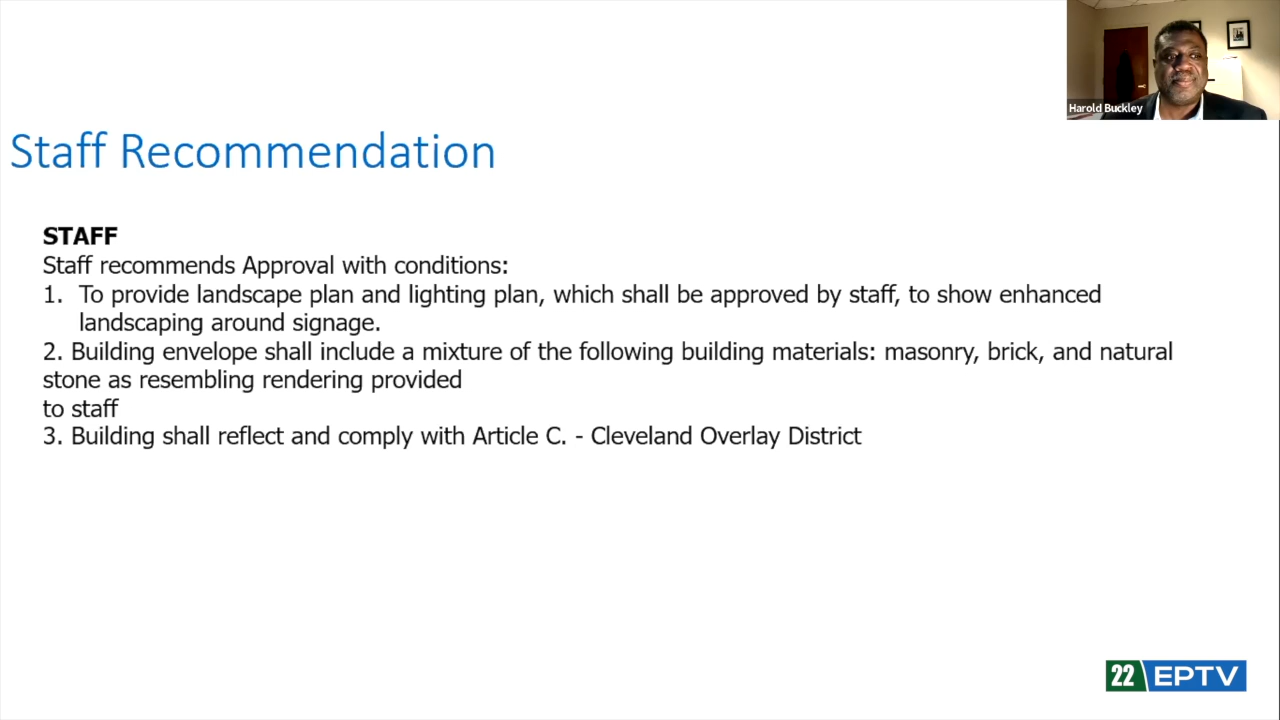 Harold Buckley
Staff Recommendation
STAFF
Staff recommends Approval with conditions:
1. To provide landscape plan and lighting plan, which shall be approved by staff, to show enhanced
landscaping around signage.
2. Building envelope shall include a mixture of the following building materials: masonry, brick, and natural
stone as resembling rendering provided
to staff
3. Building shall reflect and comply with Article C. - Cleveland Overlay District
22 EPTV